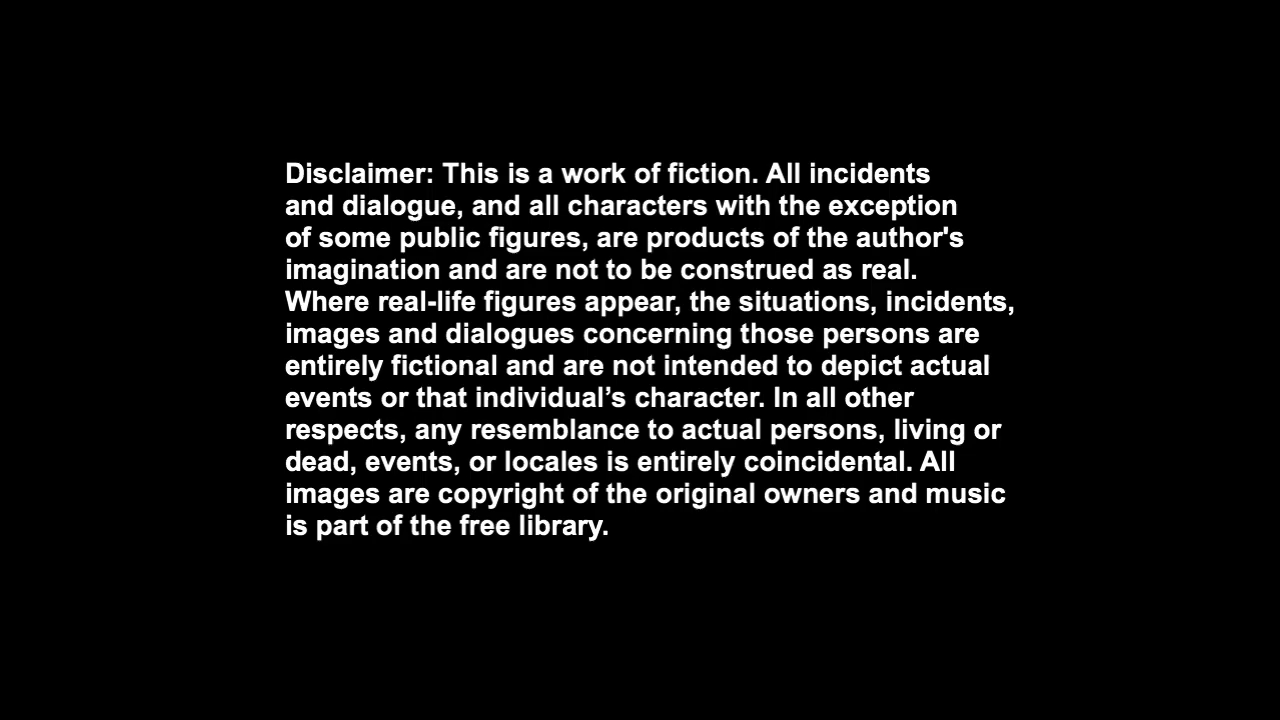 Disclaimer: This is a work of fiction. All incidents
and dialogue, and all characters with the exception
of some public figures, are products of the author's
imagination and are not to be construed as real.
Where real-life figures appear, the situations, incidents,
images and dialogues concerning those persons are
entirely fictional and are not intended to depict actual
events or that individual’s character. In all other
respects, any resemblance to actual persons, living or
dead, events, or locales is entirely coincidental. All
images are copyright of the original owners and music
is part of the free library.